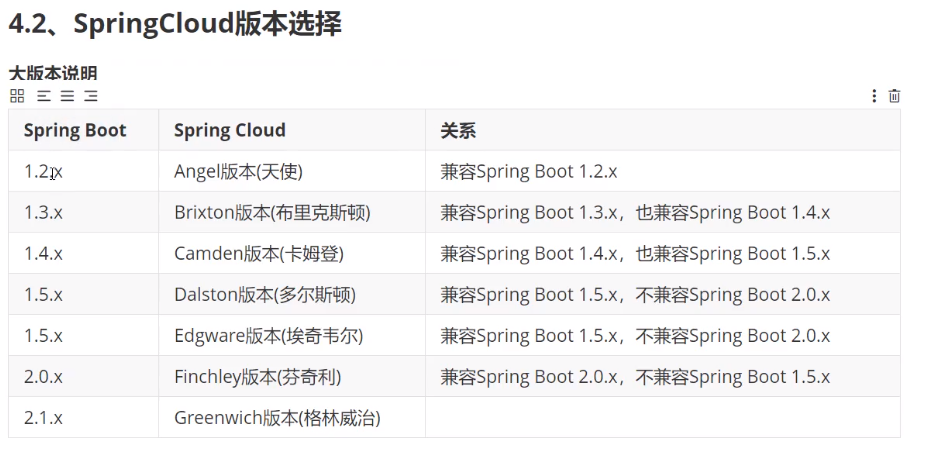 4.2、SpringCloud版本选择
大版本说明
Spring Boot Spring Cloud 关系
1.2.x Angel版本(天使) 兼容Spring Boot 1.2.x
1.3.x Brixton版本(布里克斯顿) 兼容Spring Boot 1.3.x，也兼容Spring Boot 1.4.x
1.4.x Camden版本(卡姆登) 兼容Spring Boot 1.4.x，也兼容Spring Boot 1.5.x
1.5.x Dalston版本(多尔斯顿) 兼容Spring Boot 1.5.x，不兼容Spring Boot 2.0.x
1.5.x Edgware版本(埃奇韦尔) 兼容Spring Boot 1.5.x，不兼容Spring Boot 2.0.x
2.0.x Finchley版本(芬奇利) 兼容Spring Boot 2.0.x，不兼容Spring Boot 1.5.x
2.1.x Greenwich版本(格林威治)